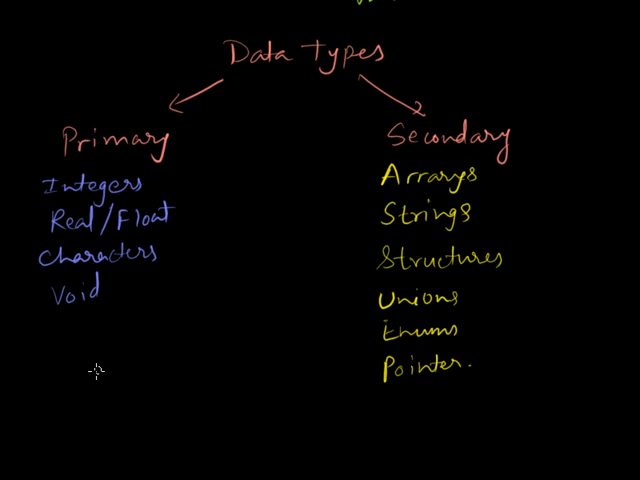 Data Types
Primary
Integers
Real/Float
Characters
Void
Secondary
Arrays
Strings
Structures
Unions
Enums
Pointer.